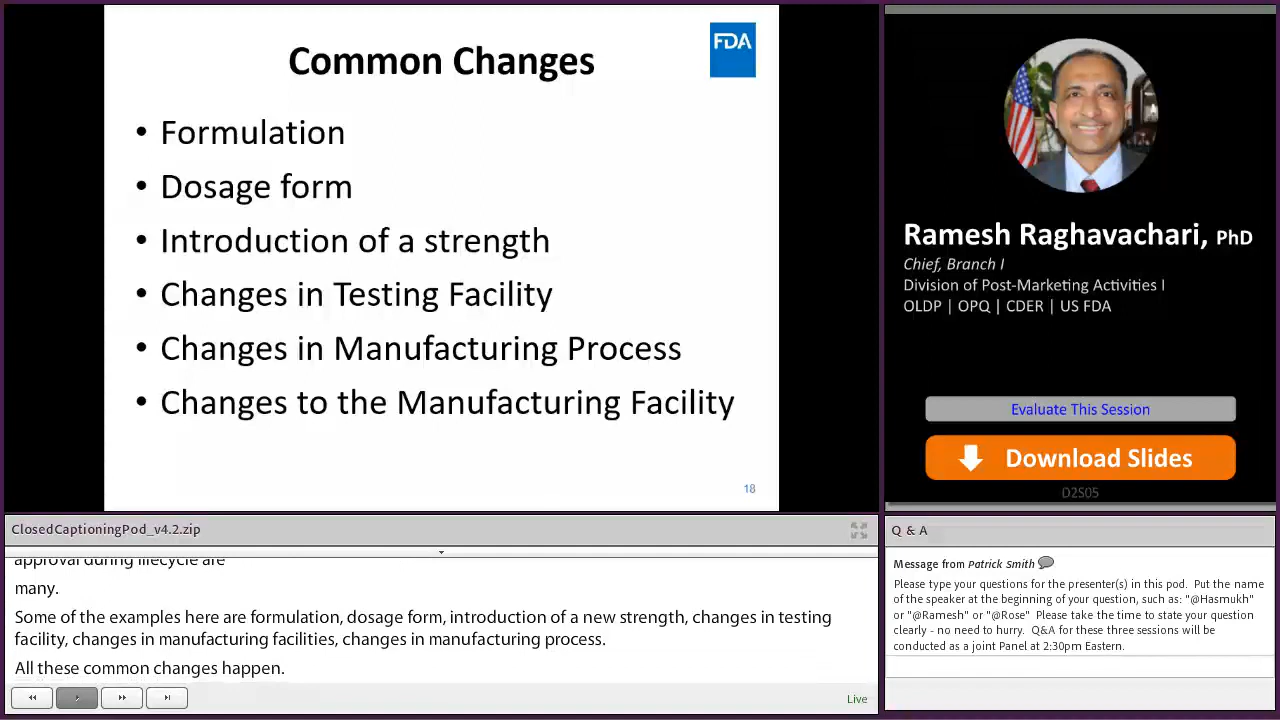 Common Changes
FDA
• Formulation
• Dosage form
• Introduction of a strength
• Changes in Testing Facility
• Changes in Manufacturing Process
• Changes to the Manufacturing Facility
18
Ramesh Raghavachari, PhD
Chief, Branch I
Division of Post-Marketing Activities I
OLDP | OPQ | CDER | US FDA
Evaluate This Session
Download Slides
D2S05
ClosedCaptioningPod_v4.2.zip
approval during lifecycle are
many.
Some of the examples here are formulation, dosage form, introduction of a new strength, changes in testing
facility, changes in manufacturing facilities, changes in manufacturing process.
All these common changes happen.
Live
Q & A
Message from Patrick Smith
Please type your questions for the presenter(s) in this pod. Put the name
of the speaker at the beginning of your question, such as: "@Hasmukh"
or "@Ramesh" or "@Rose" Please take the time to state your question
clearly - no need to hurry. Q&A for these three sessions will be
conducted as a joint Panel at 2:30pm Eastern.